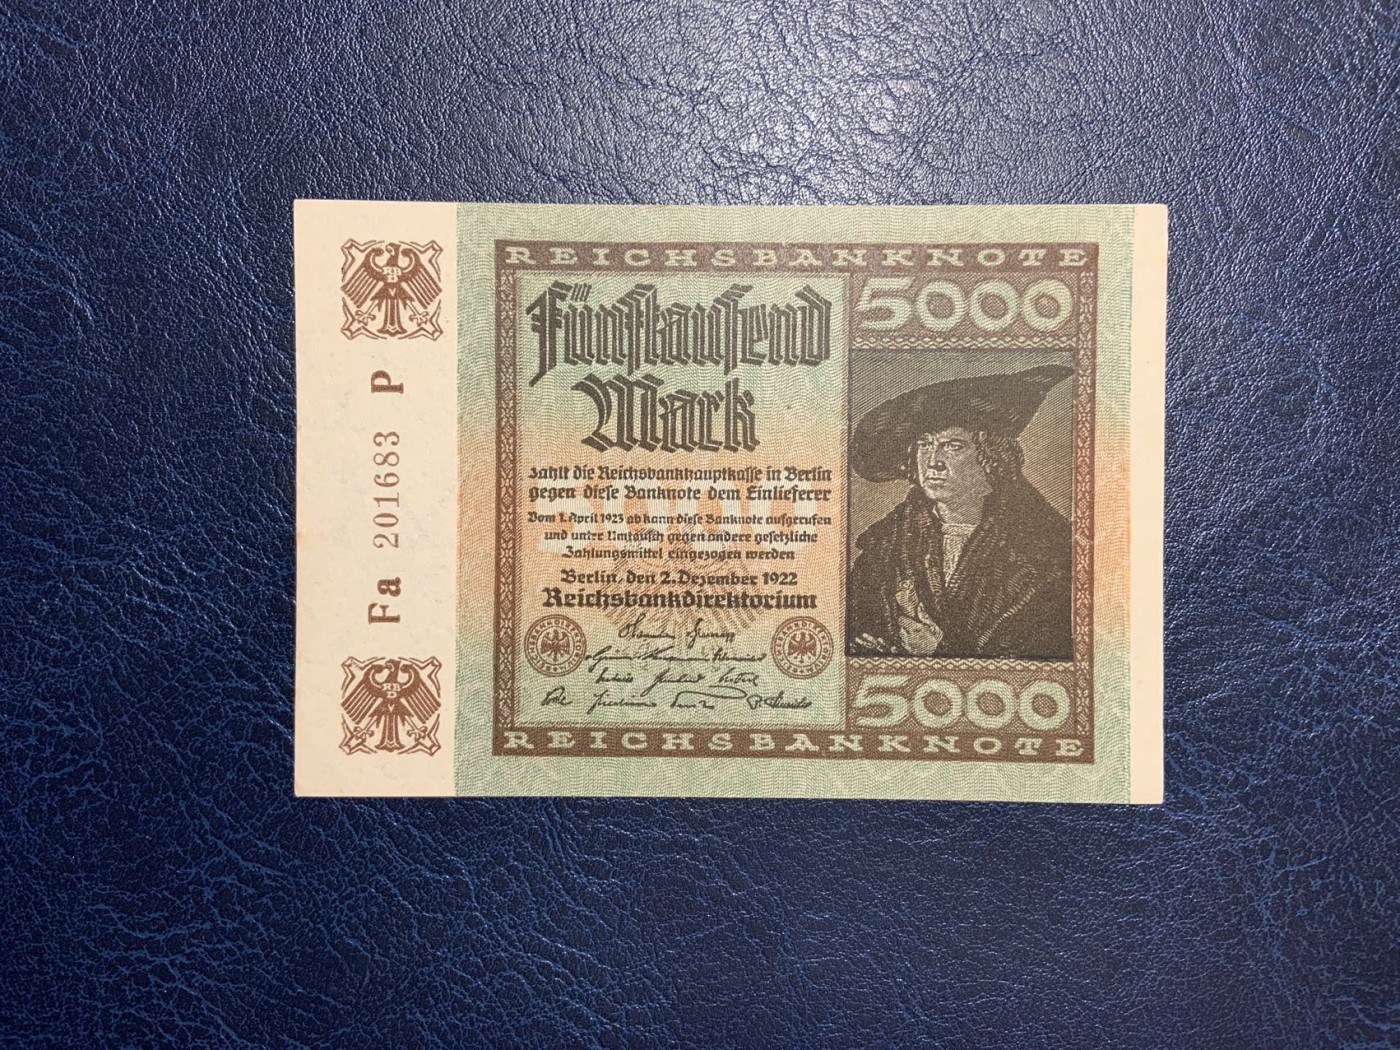 Fa 201683 P
REICHSBANKNOTE
5000
Fünftausend
Mark
zahlt die Reichsbankhauptkasse in Berlin
gegen diese Banknote dem Einlieferer
Vom 1. April 1923 ab kann diese Banknote aufgerufen
und unter Umtausch gegen andere gesetzliche
Zahlungsmittel eingezogen werden
Berlin, den 2. Dezember 1922
Reichsbankdirektorium
5000
REICHSBANKNOTE